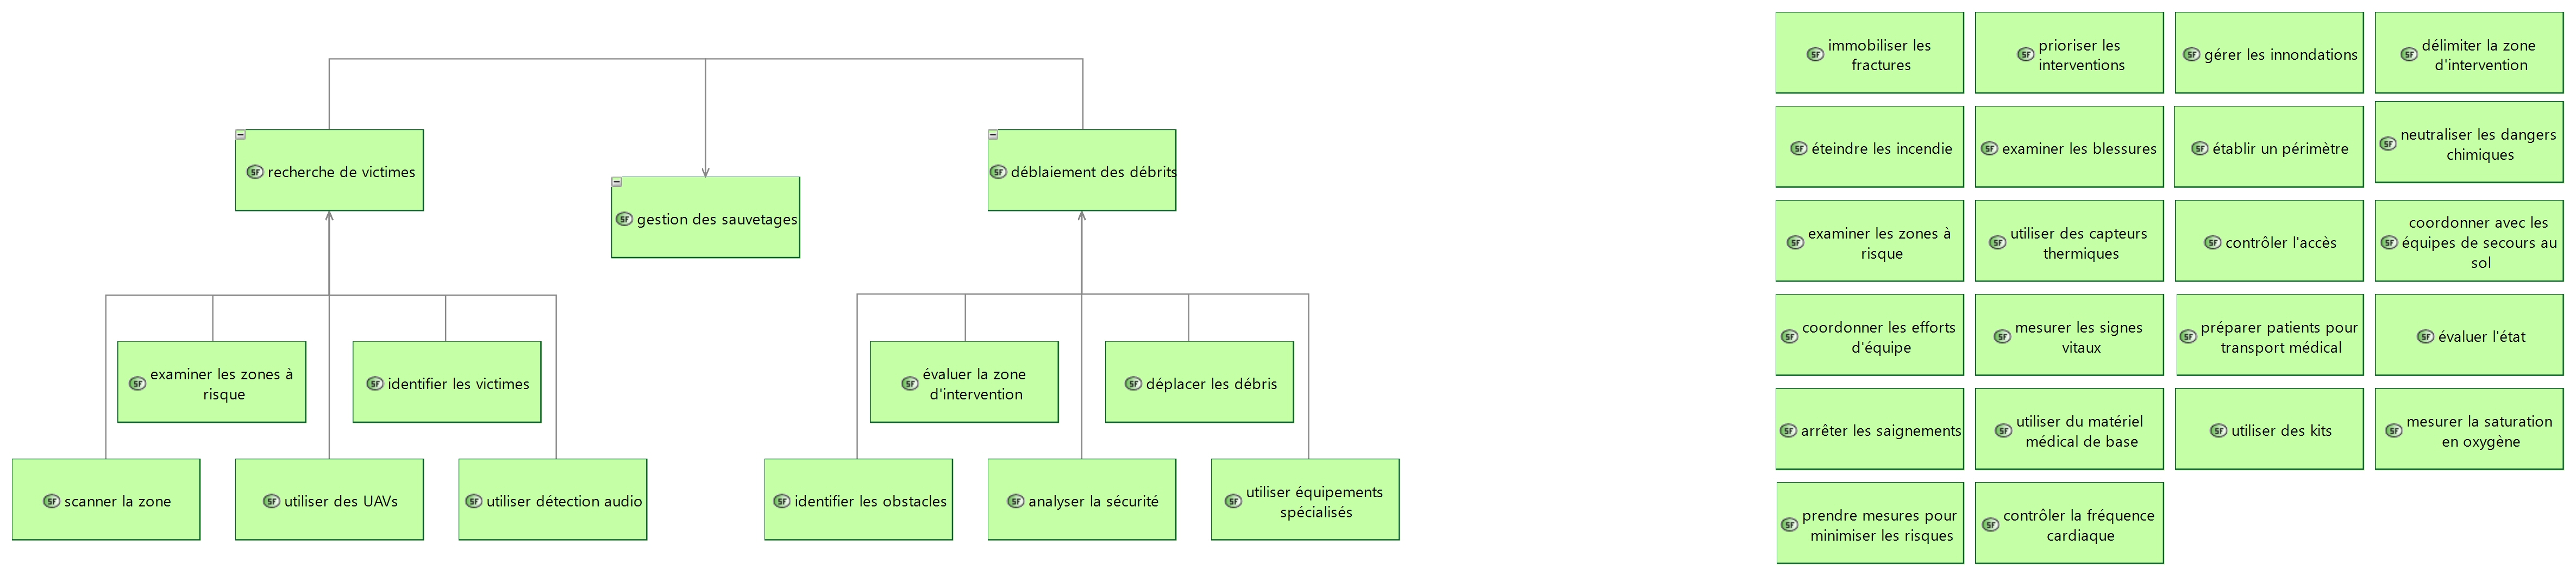 recherche de victimes
gestion des sauvetages
déblaiement des débrits
examiner les zones à
risque
identifier les victimes
scanner la zone
utiliser des UAVs
utiliser détection audio
évaluer la zone
d'intervention
déplacer les débris
identifier les obstacles
analyser la sécurité
utiliser équipements
spécialisés
immobiliser les
fractures
prioriser les
interventions
gérer les innondations
délimiter la zone
d'intervention
éteindre les incendie
examiner les blessures
établir un périmètre
neutraliser les dangers
chimiques
examiner les zones à
risque
utiliser des capteurs
thermiques
contrôler l'accès
coordonner avec les
équipes de secours au
sol
coordonner les efforts
d'équipe
mesurer les signes
vitaux
préparer patients pour
transport médical
évaluer l'état
arrêter les saignements
utiliser du matériel
médical de base
utiliser des kits
mesurer la saturation
en oxygène
prendre mesures pour
minimiser les risques
contrôler la fréquence
cardiaque